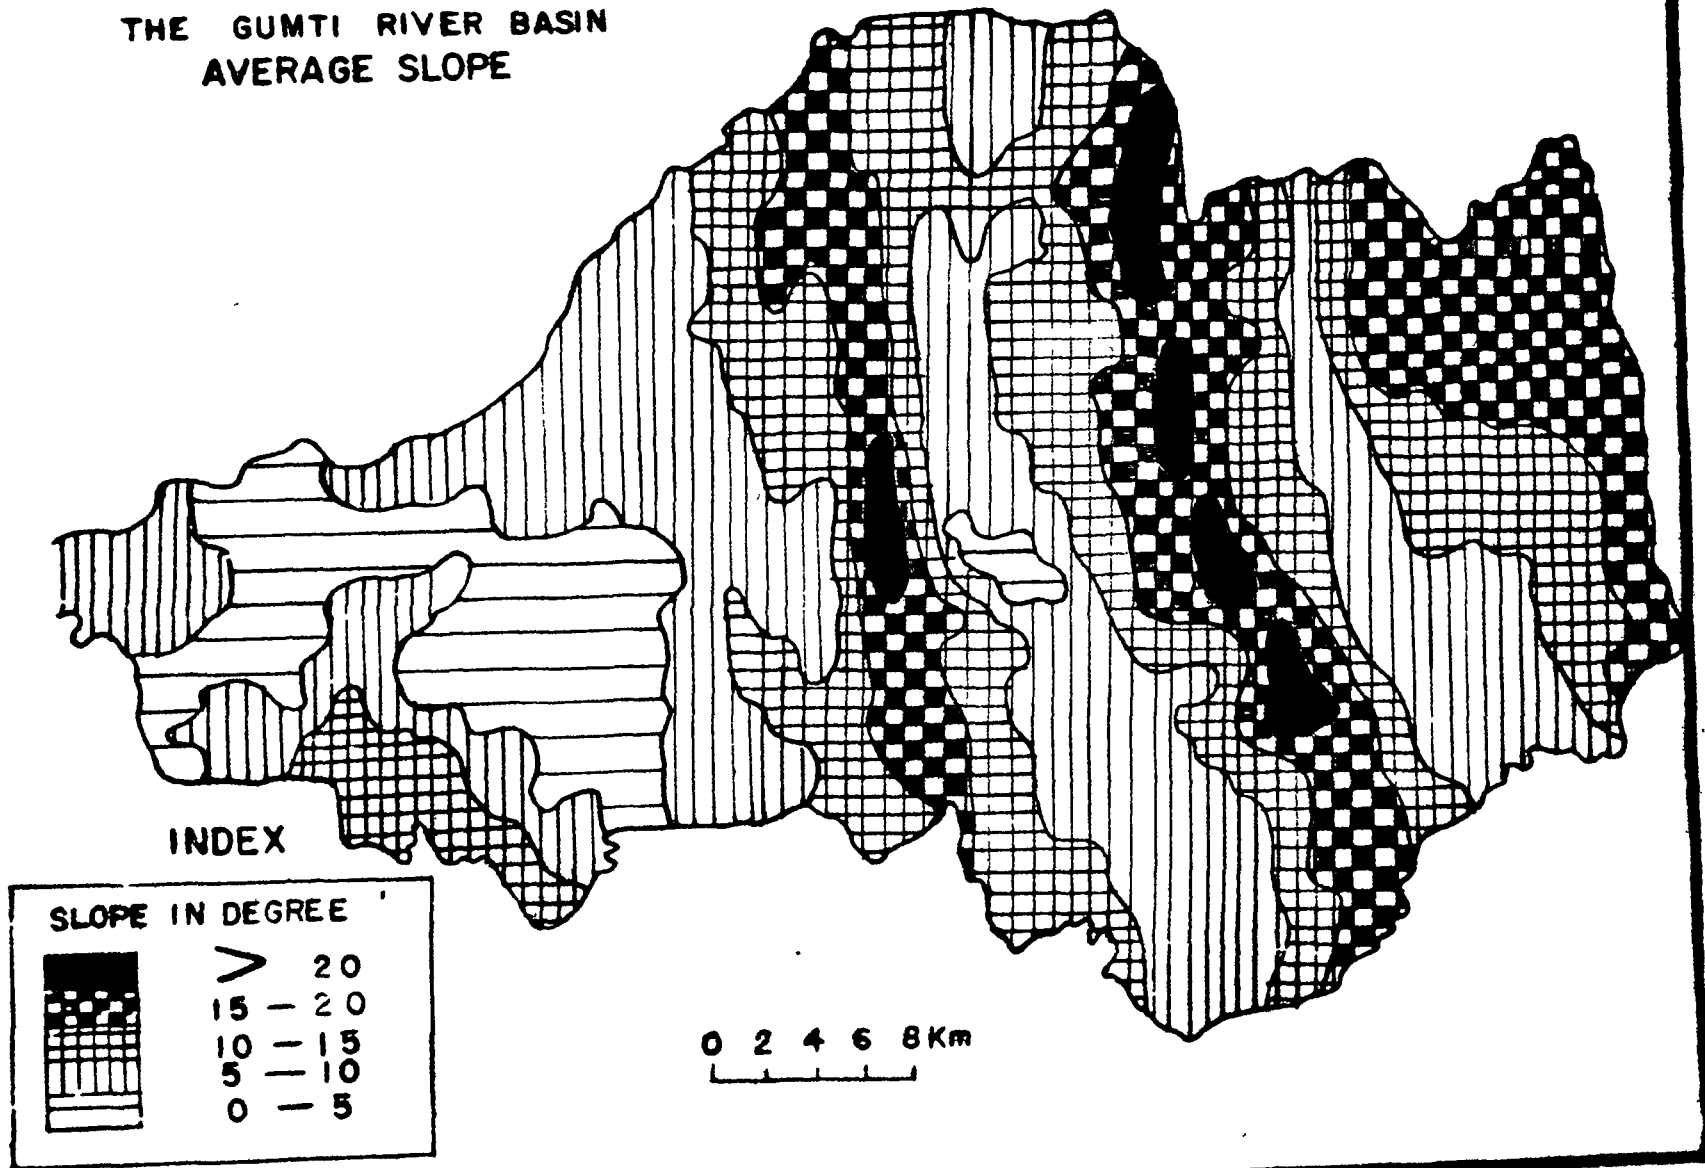 THE GUMTI RIVER BASIN
AVERAGE SLOPE
INDEX
SLOPE IN DEGREE
> 20
15 — 20
10 — 15
5 — 10
0 — 5
0 2 4 6 8 Km